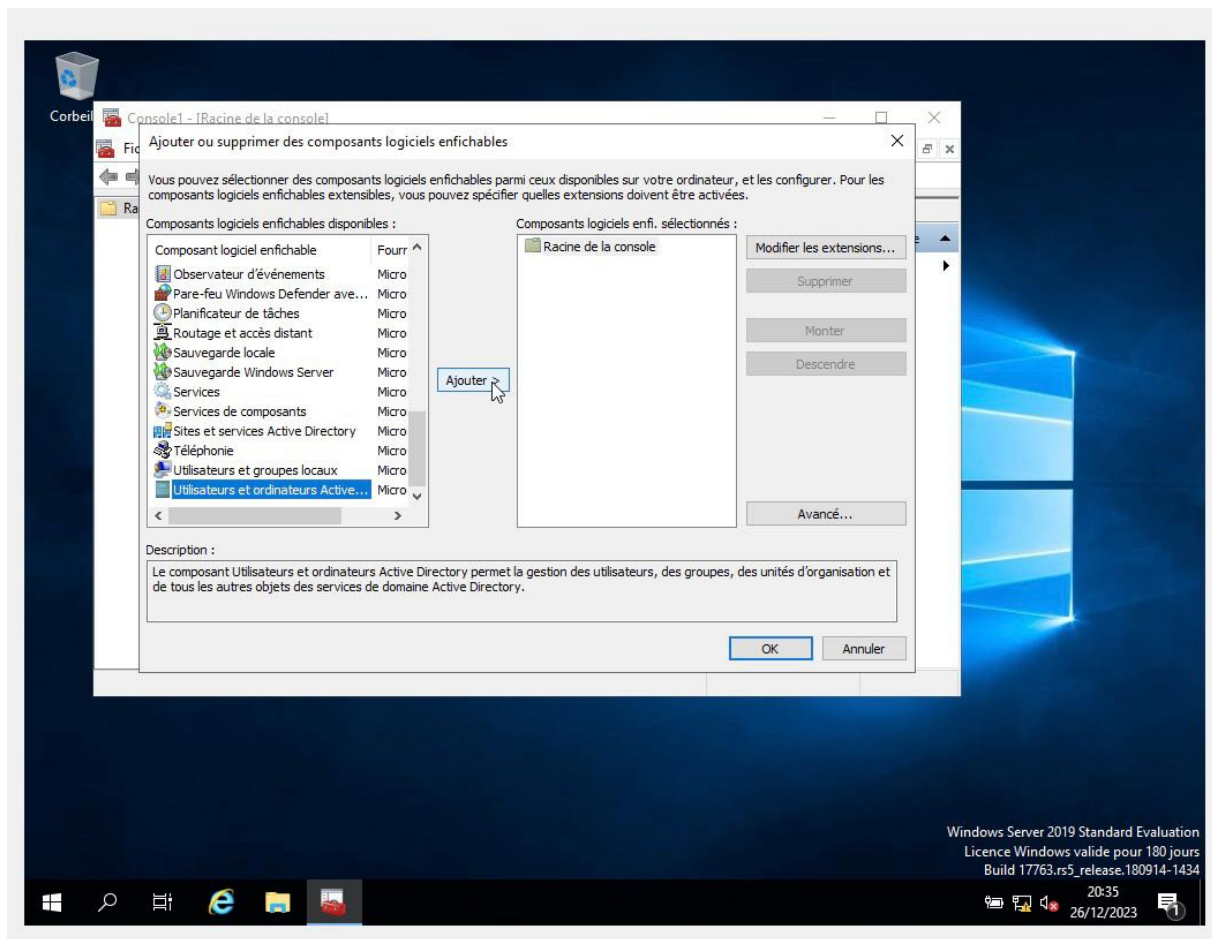 Corbeil
Console1 - [Racine de la console]
Fic
Ra
Ajouter ou supprimer des composants logiciels enfichables
Vous pouvez sélectionner des composants logiciels enfichables parmi ceux disponibles sur votre ordinateur, et les configurer. Pour les
composants logiciels enfichables extensibles, vous pouvez spécifier quelles extensions doivent être activées.
Composants logiciels enfichables disponibles :
Composant logiciel enfichable Fourr
Observateur d’événements Micro
Pare-feu Windows Defender ave... Micro
Planificateur de tâches Micro
Routage et accès distant Micro
Sauvegarde locale Micro
Sauvegarde Windows Server Micro
Services Micro
Services de composants Micro
Sites et services Active Directory Micro
Téléphonie Micro
Utilisateurs et groupes locaux Micro
Utilisateurs et ordinateurs Active... Micro
Ajouter >
Composants logiciels enfi. sélectionnés :
Racine de la console
Modifier les extensions...
Supprimer
Monter
Descendre
Avancé...
Description :
Le composant Utilisateurs et ordinateurs Active Directory permet la gestion des utilisateurs, des groupes, des unités d’organisation et
de tous les autres objets des services de domaine Active Directory.
OK
Annuler
Windows Server 2019 Standard Evaluation
Licence Windows valide pour 180 jours
Build 17763.rs5_release.180914-1434
20:35
26/12/2023
1